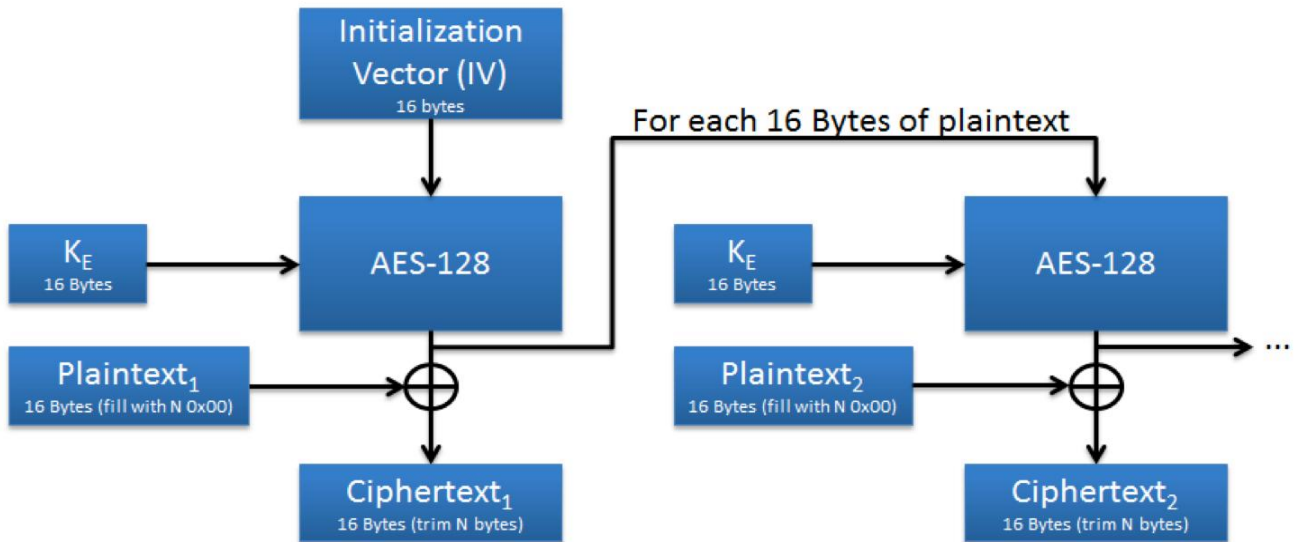 Initialization
Vector (IV)
16 bytes
For each 16 Bytes of plaintext
K_E
16 Bytes
AES-128
K_E
16 Bytes
AES-128
Plaintext₁
16 Bytes (fill with N 0x00)
Plaintext₂
16 Bytes (fill with N 0x00)
...
Ciphertext₁
16 Bytes (trim N bytes)
Ciphertext₂
16 Bytes (trim N bytes)